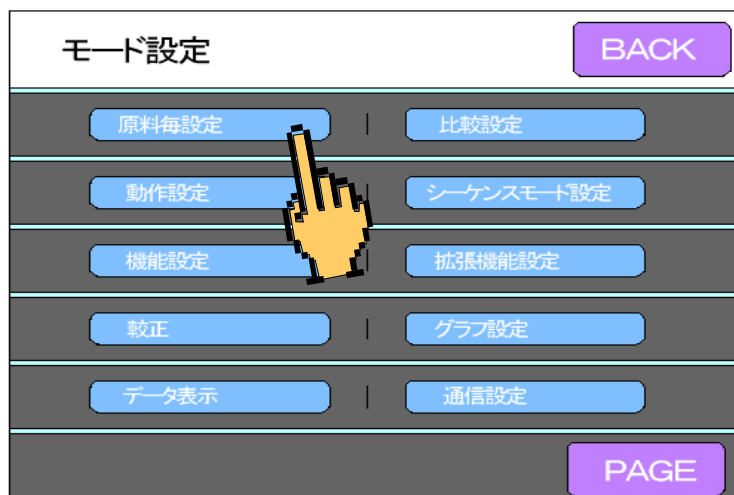 モード設定 BACK
原料毎設定 比較設定
動作設定 シーケンスモード設定
機能設定 拡張機能設定
較正 グラフ設定
データ表示 通信設定
PAGE